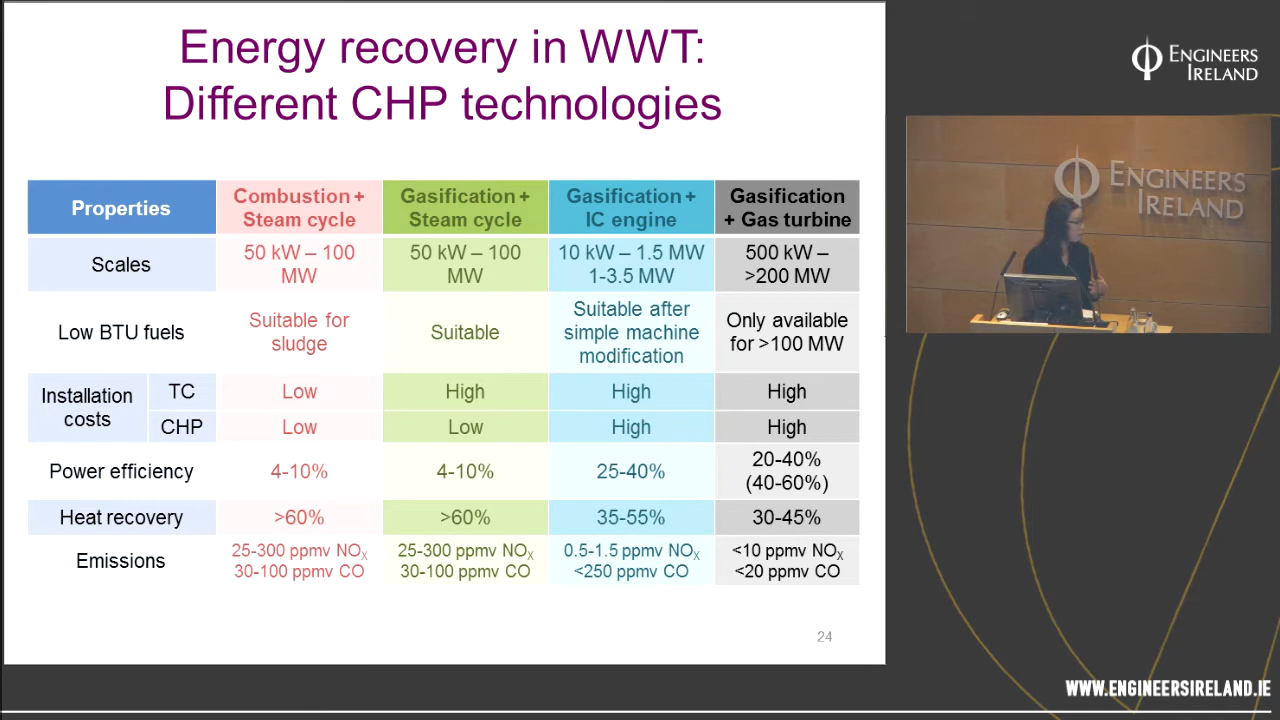 Energy recovery in WWT:
Different CHP technologies
Properties
Combustion +
Steam cycle
Gasification +
Steam cycle
Gasification +
IC engine
Gasification
+ Gas turbine
Scales
50 kW – 100
MW
50 kW – 100
MW
10 kW – 1.5 MW
1-3.5 MW
500 kW –
>200 MW
Low BTU fuels
Suitable for
sludge
Suitable
Suitable after
simple machine
modification
Only available
for >100 MW
Installation
costs
TC
Low
High
High
High
CHP
Low
Low
High
High
Power efficiency
4-10%
4-10%
25-40%
20-40%
(40-60%)
Heat recovery
>60%
>60%
35-55%
30-45%
Emissions
25-300 ppmv NOX
30-100 ppmv CO
25-300 ppmv NOX
30-100 ppmv CO
0.5-1.5 ppmv NOX
<250 ppmv CO
<10 ppmv NOX
<20 ppmv CO
24
ENGINEERS
IRELAND
ENGINEERS
IRELAND
WWW.ENGINEERSIRELAND.IE